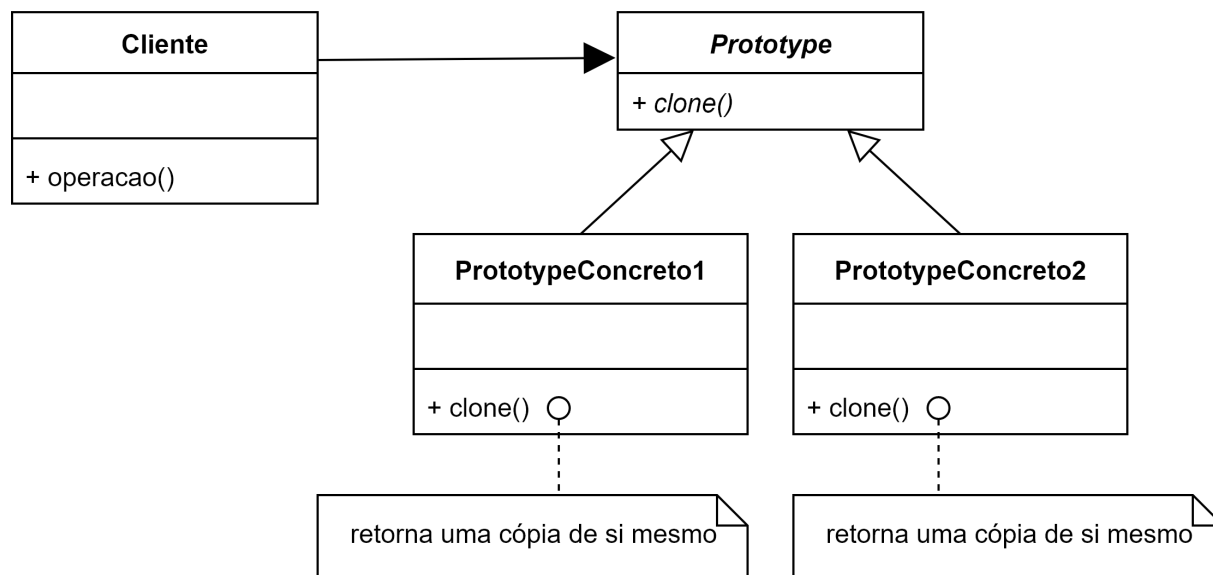 Cliente
+ operacao()
Prototype
+ clone()
PrototypeConcreto1
+ clone()
PrototypeConcreto2
+ clone()
retorna uma cópia de si mesmo
retorna uma cópia de si mesmo